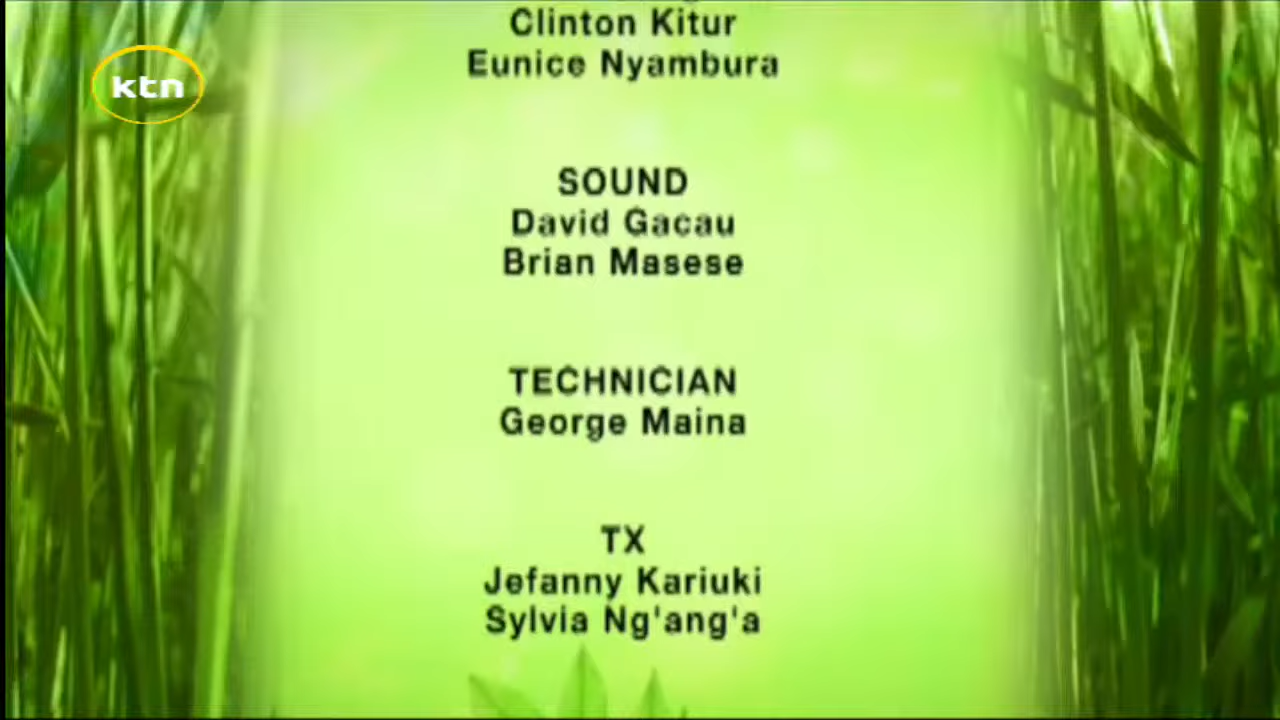 Clinton Kitur
Eunice Nyambura
ktn
SOUND
David Gacau
Brian Masese
TECHNICIAN
George Maina
TX
Jefanny Kariuki
Sylvia Ng'ang'a